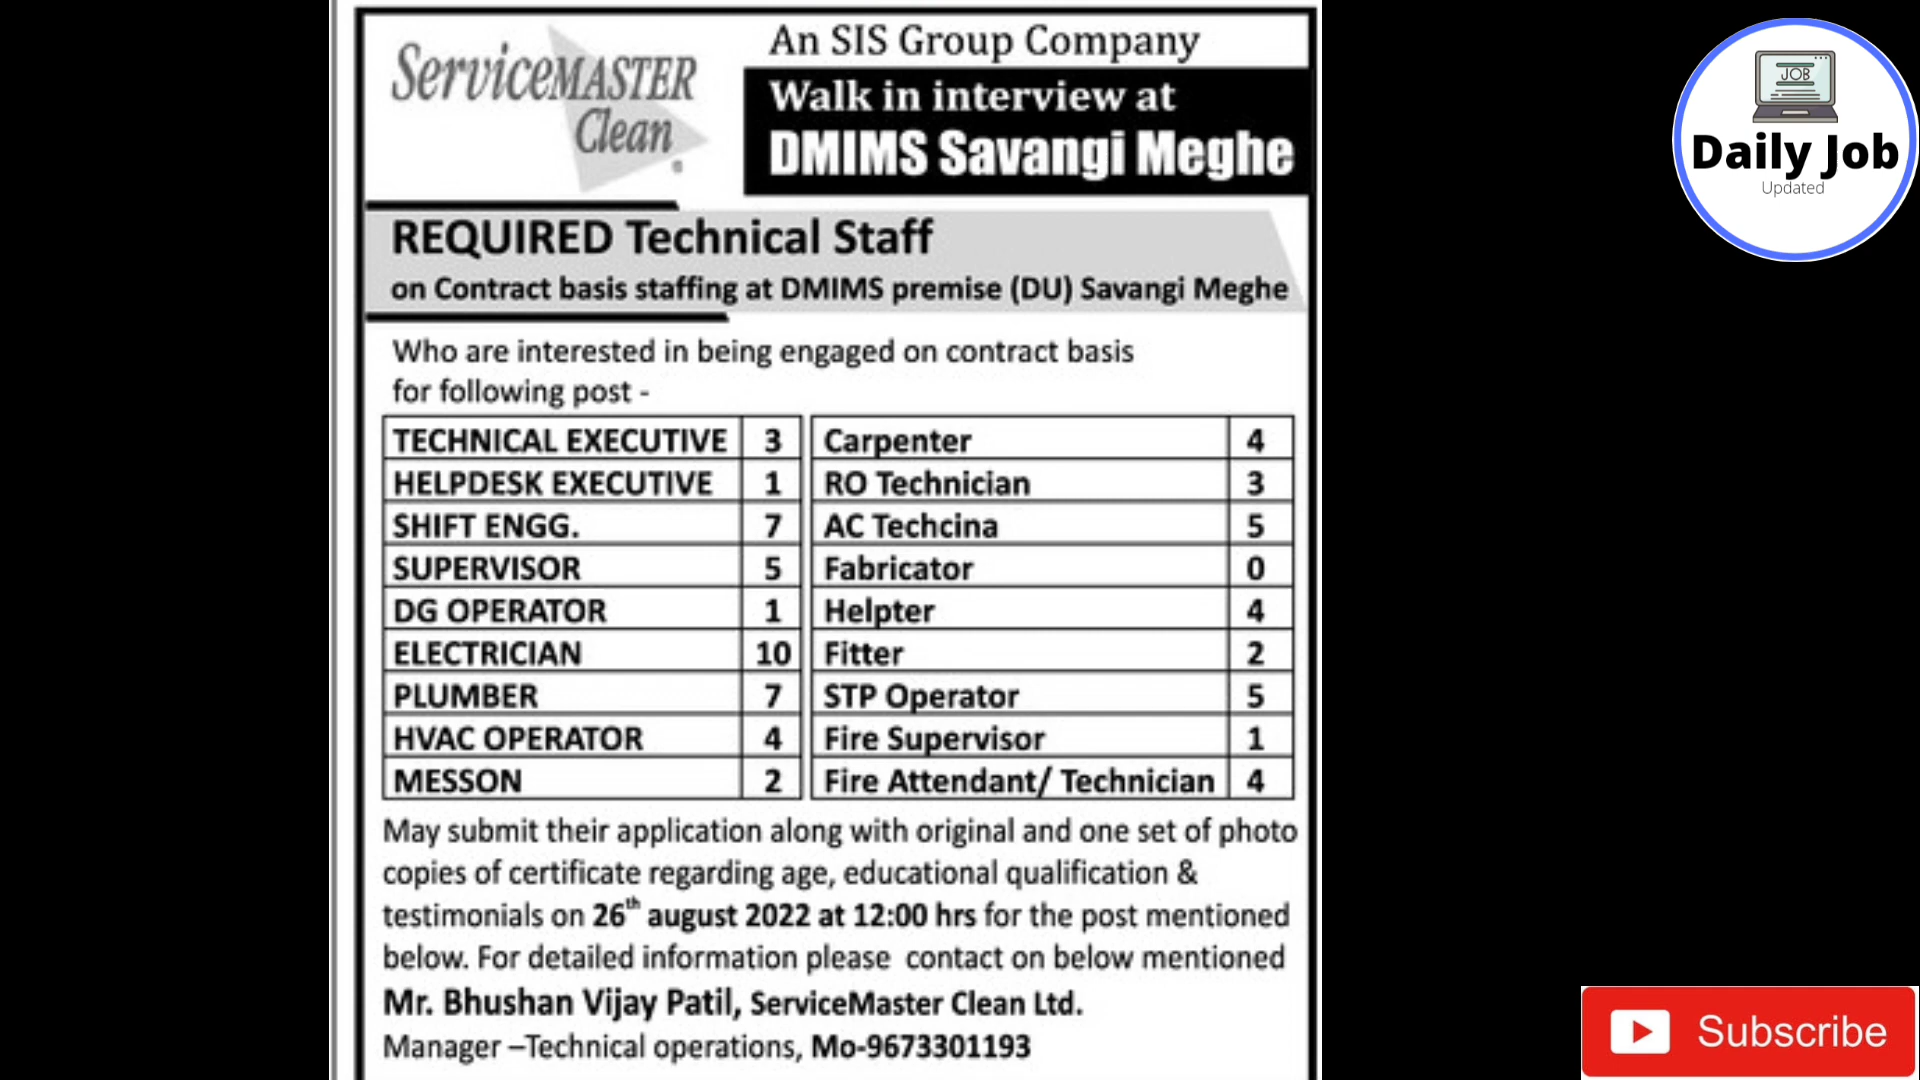 ServiceMASTER
Clean
An SIS Group Company
Walk in interview at
DMIMS Savangi Meghe
REQUIRED Technical Staff
on Contract basis staffing at DMIMS premise (DU) Savangi Meghe
Who are interested in being engaged on contract basis
for following post -
TECHNICAL EXECUTIVE 3 Carpenter 4
HELPDESK EXECUTIVE 1 RO Technician 3
SHIFT ENGG. 7 AC Techcina 5
SUPERVISOR 5 Fabricator 0
DG OPERATOR 1 Helpter 4
ELECTRICIAN 10 Fitter 2
PLUMBER 7 STP Operator 5
HVAC OPERATOR 4 Fire Supervisor 1
MESSON 2 Fire Attendant/ Technician 4
May submit their application along with original and one set of photo
copies of certificate regarding age, educational qualification &
testimonials on 26th august 2022 at 12:00 hrs for the post mentioned
below. For detailed information please contact on below mentioned
Mr. Bhushan Vijay Patil, ServiceMaster Clean Ltd.
Manager –Technical operations, Mo-9673301193
JOB
Daily Job
Updated
Subscribe